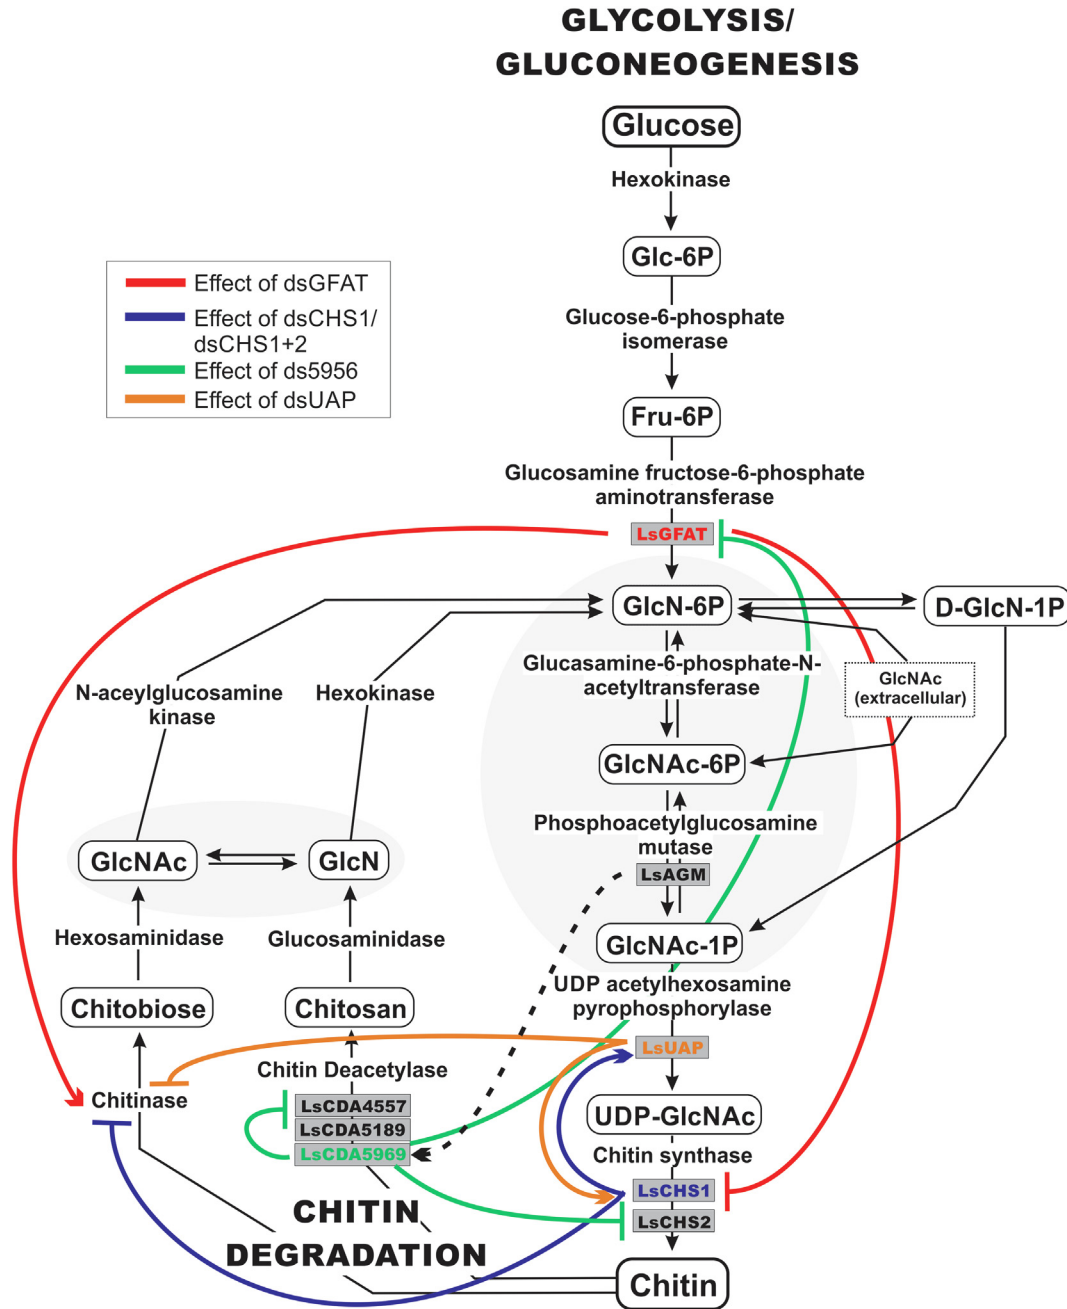 GLYCOLYSIS/
GLUCONEOGENESIS
Glucose
Hexokinase
Glc-6P
Effect of dsGFAT
Effect of dsCHS1/
dsCHS1+2
Effect of ds5956
Effect of dsUAP
Glucose-6-phosphate
isomerase
Fru-6P
Glucosamine fructose-6-phosphate
aminotransferase
LsGFAT
GlcN-6P
D-GlcN-1P
Glucasamine-6-phosphate-N-
acetyltransferase
GlcNAc
(extracellular)
N-aceylglucosamine
kinase
Hexokinase
GlcNAc-6P
Phosphoacetylglucosamine
mutase
LsAGM
GlcNAc
GlcN
Hexosaminidase
Glucosaminidase
GlcNAc-1P
UDP acetylhexosamine
pyrophosphorylase
Chitobiose
Chitosan
LsUAP
Chitin Deacetylase
Chitinase
LsCDA4557
LsCDA5189
LsCDA5969
UDP-GlcNAc
Chitin synthase
LsCHS1
LsCHS2
CHITIN
DEGRADATION
Chitin